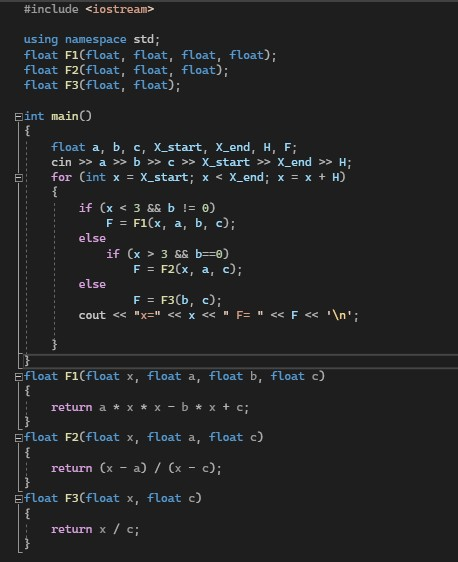 #include <iostream>
using namespace std;
float F1(float, float, float, float);
float F2(float, float, float);
float F3(float, float);
int main()
{
float a, b, c, X_start, X_end, H, F;
cin >> a >> b >> c >> X_start >> X_end >> H;
for (int x = X_start; x < X_end; x = x + H)
{
if (x < 3 && b != 0)
F = F1(x, a, b, c);
else
if (x > 3 && b==0)
F = F2(x, a, c);
else
F = F3(b, c);
cout << "x=" << x << " F= " << F << '\n';
}
}
float F1(float x, float a, float b, float c)
{
return a * x * x - b * x + c;
}
float F2(float x, float a, float c)
{
return (x - a) / (x - c);
}
float F3(float x, float c)
{
return x / c;
}